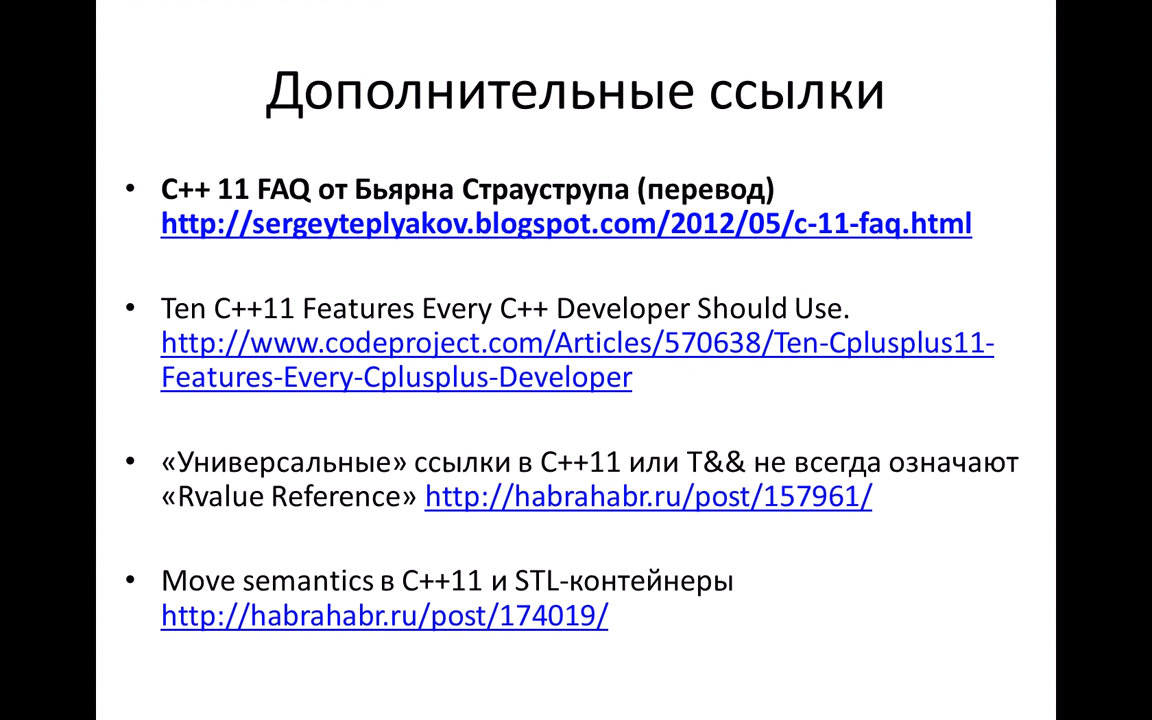 Дополнительные ссылки
• C++ 11 FAQ от Бьярна Страуструпа (перевод)
http://sergeyteplyakov.blogspot.com/2012/05/c-11-faq.html
• Ten C++11 Features Every C++ Developer Should Use.
http://www.codeproject.com/Articles/570638/Ten-Cplusplus11-
Features-Every-Cplusplus-Developer
• «Универсальные» ссылки в C++11 или T&& не всегда означают
«Rvalue Reference» http://habrahabr.ru/post/157961/
• Move semantics в C++11 и STL-контейнеры
http://habrahabr.ru/post/174019/